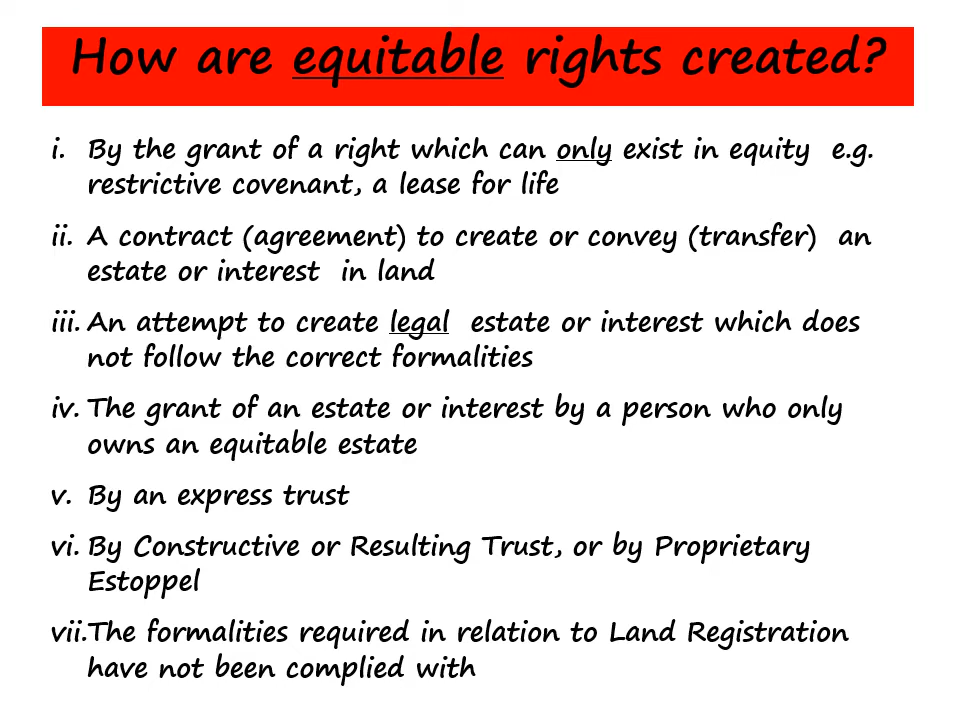 How are equitable rights created?
i. By the grant of a right which can only exist in equity e.g.
restrictive covenant, a lease for life
ii. A contract (agreement) to create or convey (transfer) an
estate or interest in land
iii. An attempt to create legal estate or interest which does
not follow the correct formalities
iv. The grant of an estate or interest by a person who only
owns an equitable estate
v. By an express trust
vi. By Constructive or Resulting Trust, or by Proprietary
Estoppel
vii.The formalities required in relation to Land Registration
have not been complied with